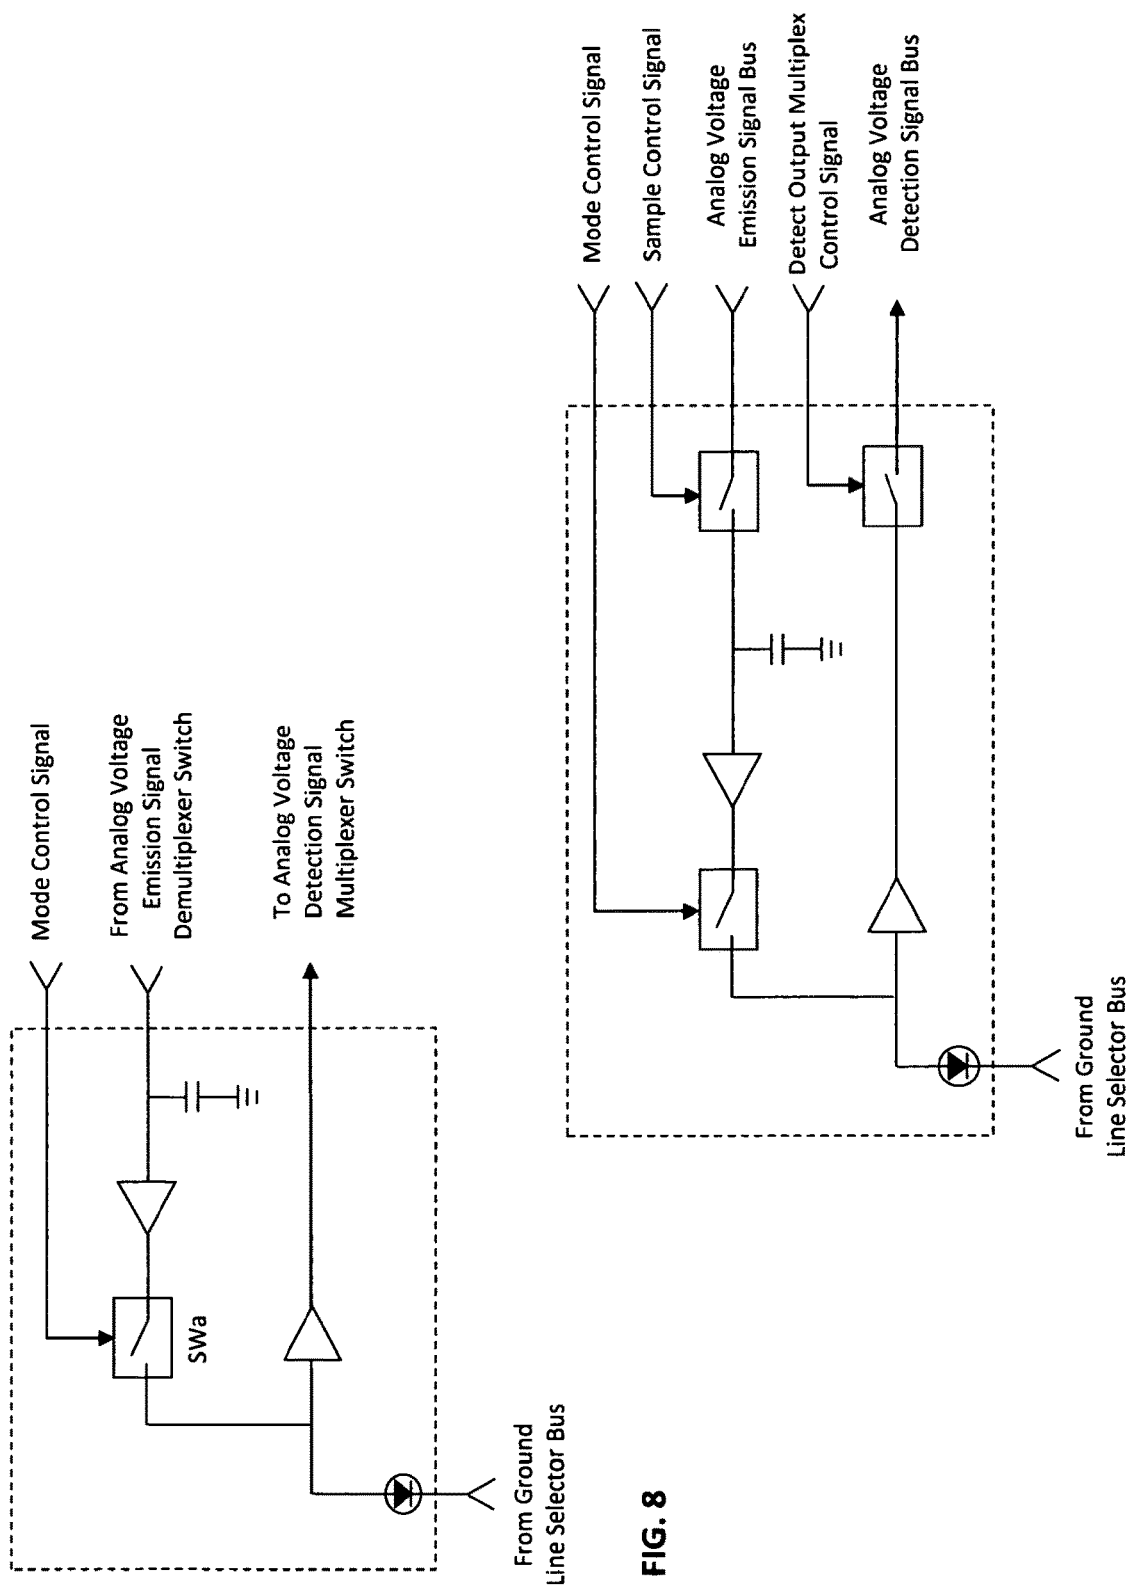 Mode Control Signal
From Analog Voltage
Emission Signal
Demultiplexer Switch
To Analog Voltage
Detection Signal
Multiplexer Switch
SWa
From Ground
Line Selector Bus
Mode Control Signal
Sample Control Signal
Analog Voltage
Emission Signal Bus
Detect Output Multiplex
Control Signal
Analog Voltage
Detection Signal Bus
From Ground
Line Selector Bus
FIG. 8